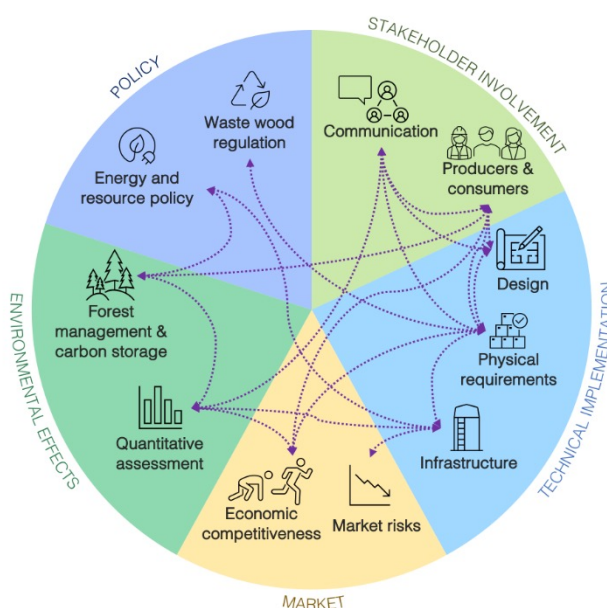 POLICY
STAKEHOLDER INVOLVEMENT
Waste wood
regulation
Communication
Energy and
resource policy
Producers &
consumers
Design
Forest
management &
carbon storage
Physical
requirements
ENVIRONMENTAL EFFECTS
TECHNICAL IMPLEMENTATION
Quantitative
assessment
Infrastructure
Economic
competitiveness
Market risks
MARKET